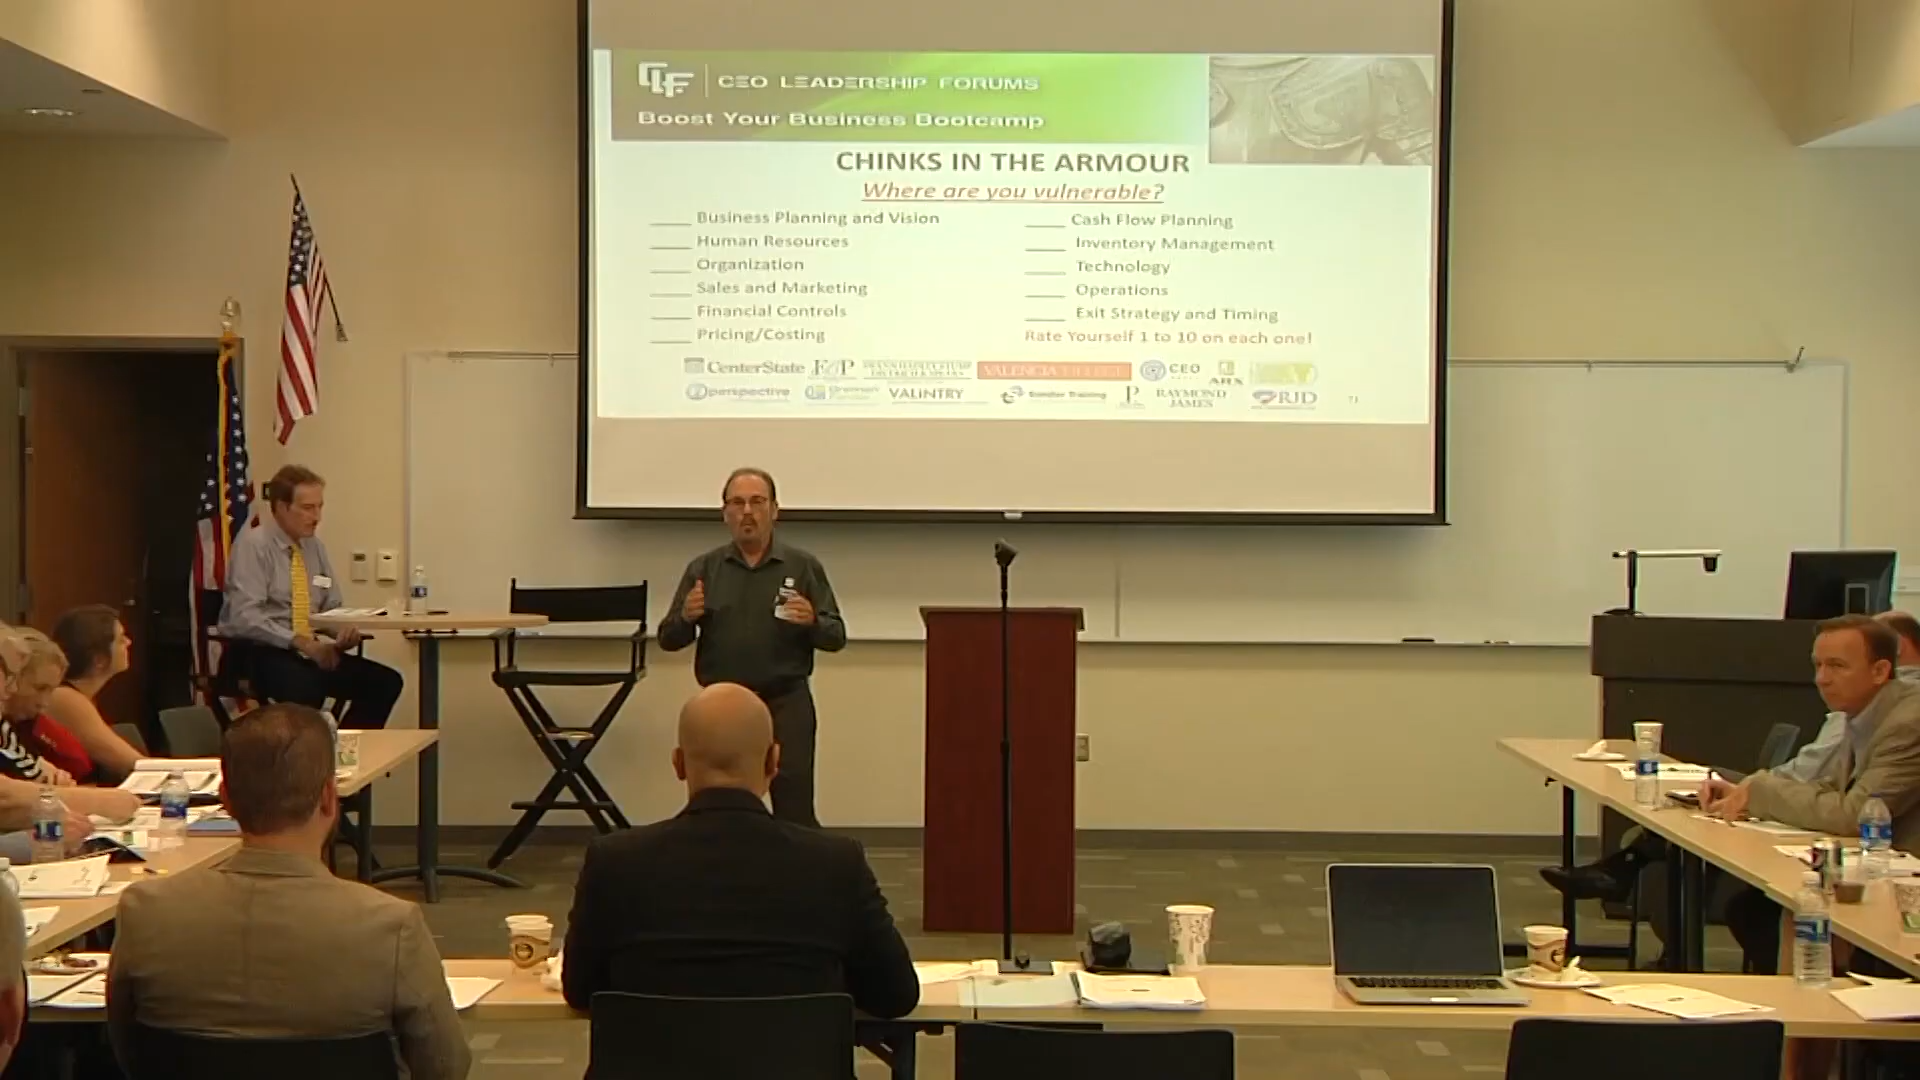 CLF CEO LEADERSHIP FORUMS
Boost Your Business Bootcamp
CHINKS IN THE ARMOUR
Where are you vulnerable?
____ Business Planning and Vision
____ Human Resources
____ Organization
____ Sales and Marketing
____ Financial Controls
____ Pricing/Costing
____ Cash Flow Planning
____ Inventory Management
____ Technology
____ Operations
____ Exit Strategy and Timing
Rate Yourself 1 to 10 on each one!
CenterState
VALENCIA COLLEGE
CEO
perspective
VALiNTRY
Sandler Training
P
RAYMOND
JAMES
RJD
71